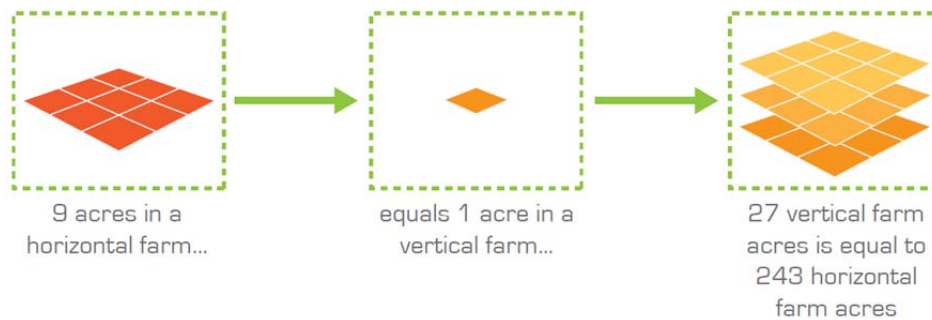 9 acres in a
horizontal farm...
equals 1 acre in a
vertical farm...
27 vertical farm
acres is equal to
243 horizontal
farm acres